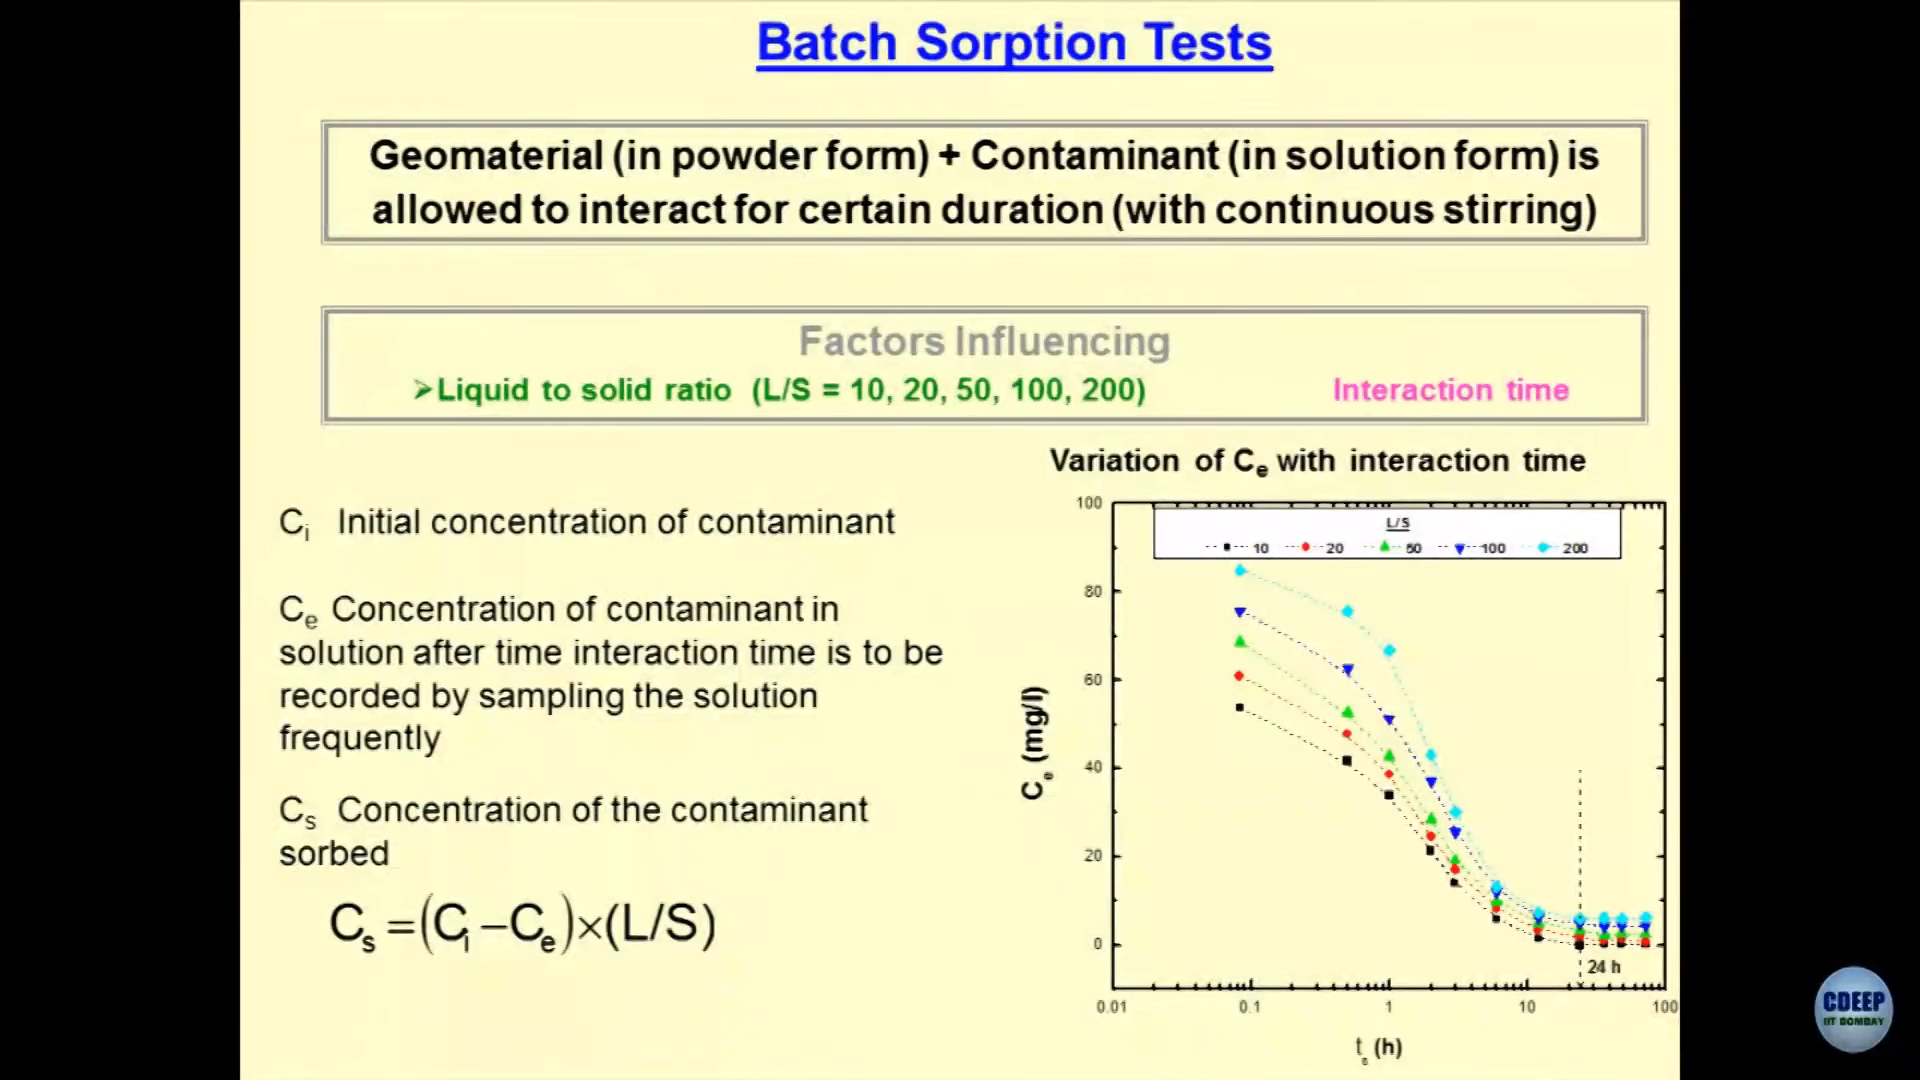 Batch Sorption Tests
Geomaterial (in powder form) + Contaminant (in solution form) is
allowed to interact for certain duration (with continuous stirring)
Factors Influencing
➢Liquid to solid ratio (L/S = 10, 20, 50, 100, 200) Interaction time
Ci Initial concentration of contaminant
Ce Concentration of contaminant in
solution after time interaction time is to be
recorded by sampling the solution
frequently
Cs Concentration of the contaminant
sorbed
Cs =(Ci –Ce)×(L/S)
Variation of Ce with interaction time
L/S
10 20 50 100 200
100
80
60
40
20
0
Ce (mg/l)
24 h
0.01 0.1 1 10 100
t (h)
CDEEP
IIT BOMBAY